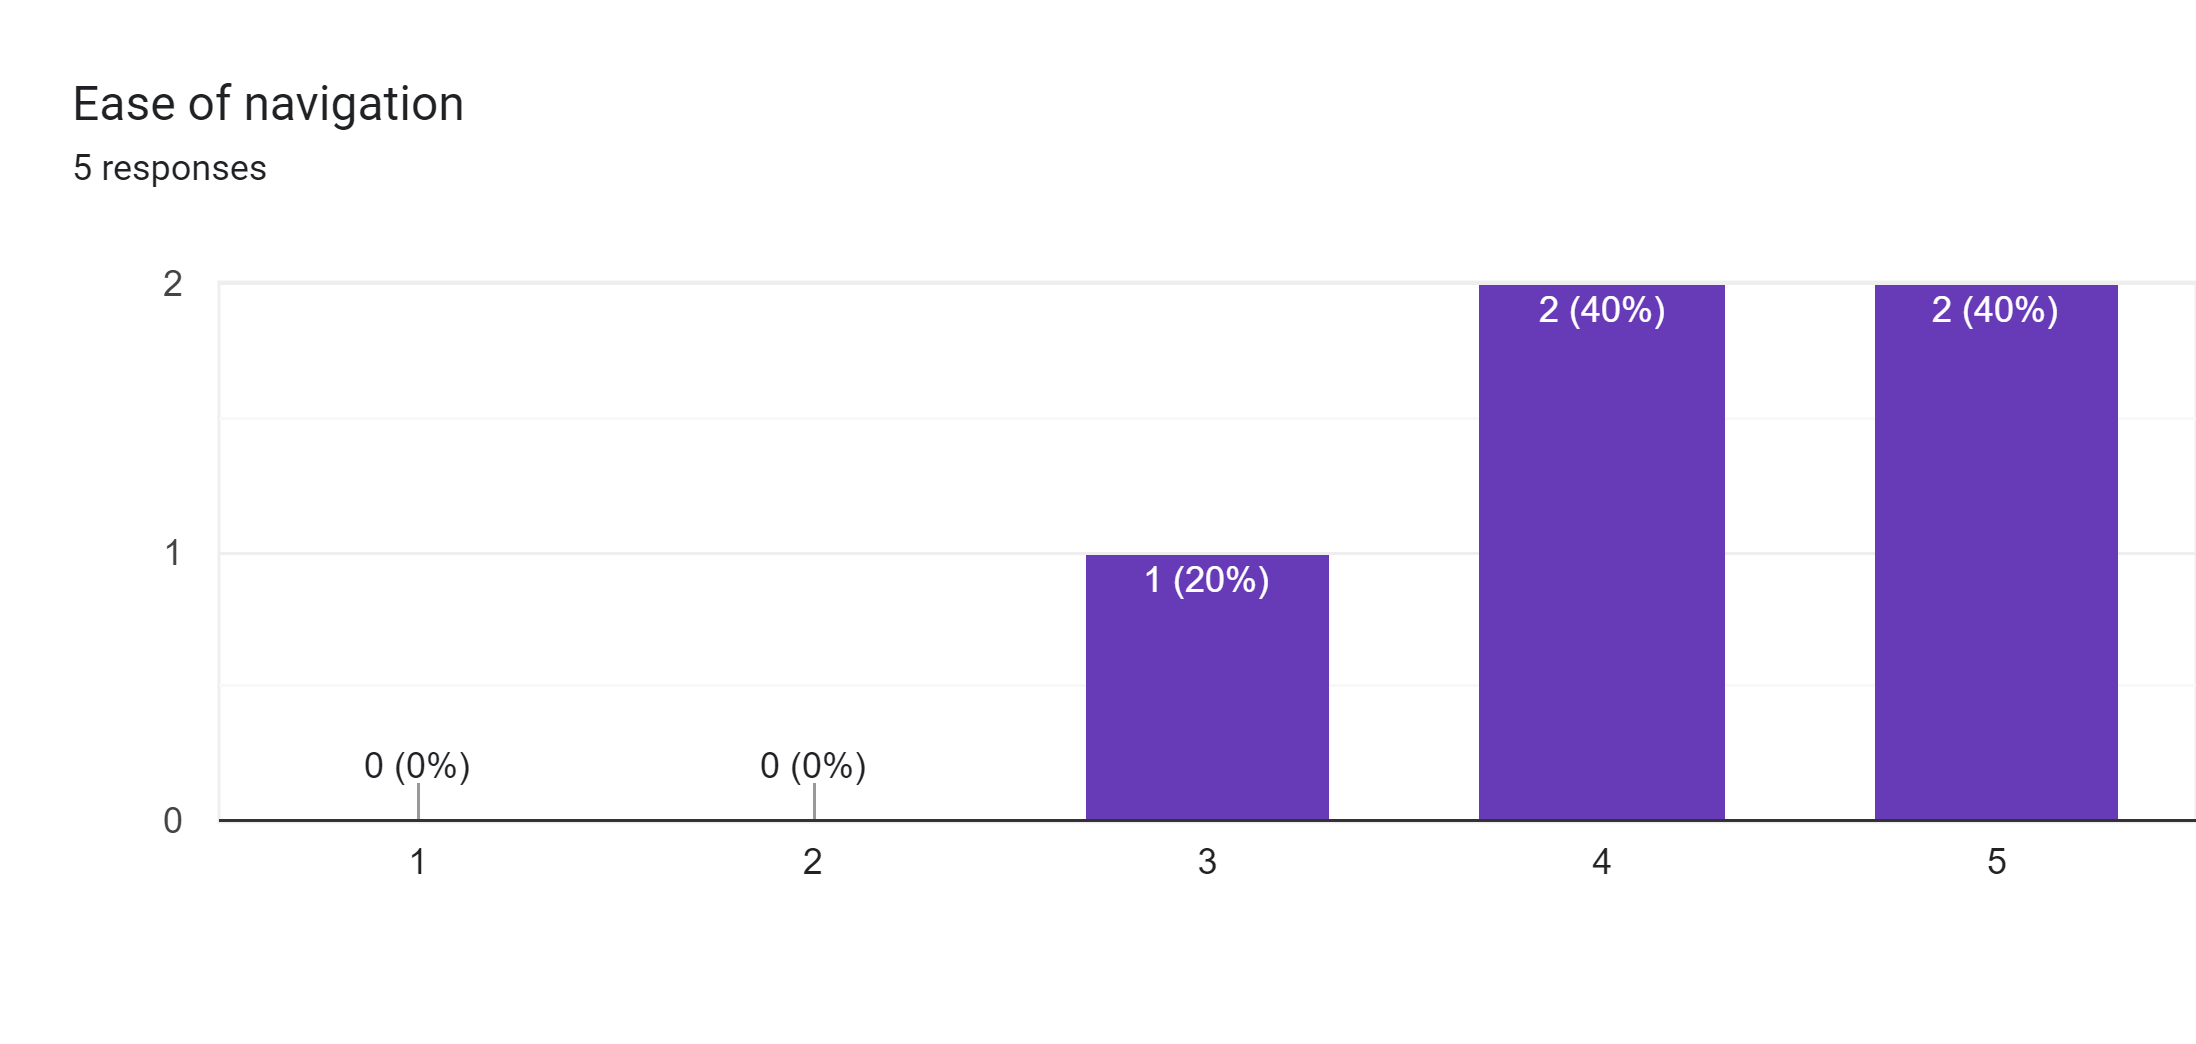 Ease of navigation
5 responses
2
2 (40%)
2 (40%)
1
1 (20%)
0 (0%)
0 (0%)
0
1 2 3 4 5